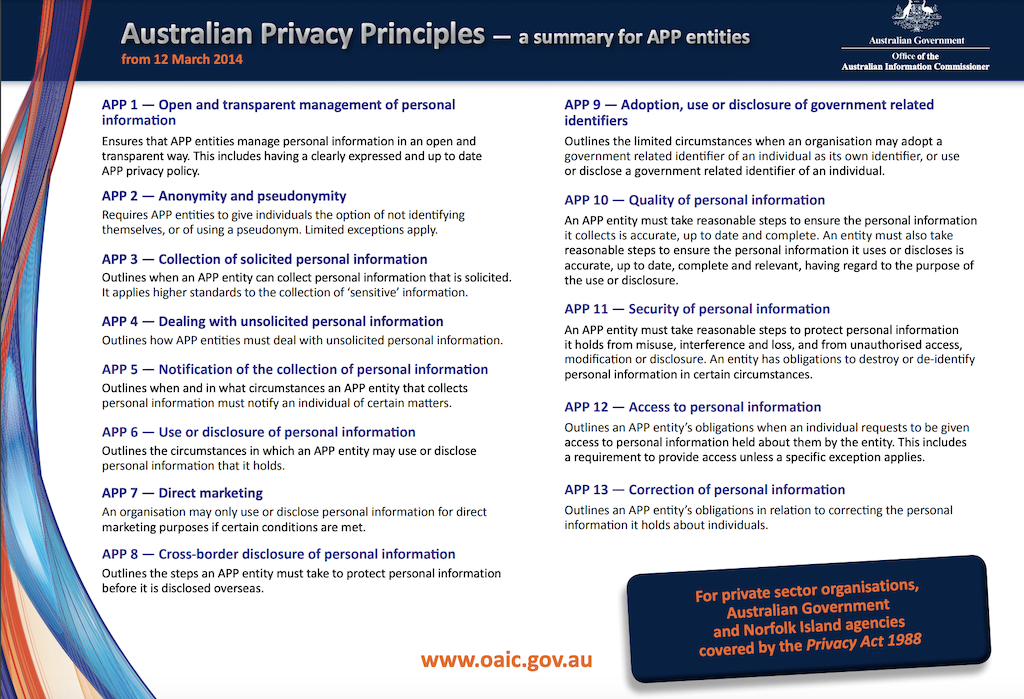 Australian Privacy Principles — a summary for APP entities
from 12 March 2014
Australian Government
Office of the
Australian Information Commissioner
APP 1 — Open and transparent management of personal
information
Ensures that APP entities manage personal information in an open and
transparent way. This includes having a clearly expressed and up to date
APP privacy policy.
APP 2 — Anonymity and pseudonymity
Requires APP entities to give individuals the option of not identifying
themselves, or of using a pseudonym. Limited exceptions apply.
APP 3 — Collection of solicited personal information
Outlines when an APP entity can collect personal information that is solicited.
It applies higher standards to the collection of ‘sensitive’ information.
APP 4 — Dealing with unsolicited personal information
Outlines how APP entities must deal with unsolicited personal information.
APP 5 — Notification of the collection of personal information
Outlines when and in what circumstances an APP entity that collects
personal information must notify an individual of certain matters.
APP 6 — Use or disclosure of personal information
Outlines the circumstances in which an APP entity may use or disclose
personal information that it holds.
APP 7 — Direct marketing
An organisation may only use or disclose personal information for direct
marketing purposes if certain conditions are met.
APP 8 — Cross-border disclosure of personal information
Outlines the steps an APP entity must take to protect personal information
before it is disclosed overseas.
APP 9 — Adoption, use or disclosure of government related
identifiers
Outlines the limited circumstances when an organisation may adopt a
government related identifier of an individual as its own identifier, or use
or disclose a government related identifier of an individual.
APP 10 — Quality of personal information
An APP entity must take reasonable steps to ensure the personal information
it collects is accurate, up to date and complete. An entity must also take
reasonable steps to ensure the personal information it uses or discloses is
accurate, up to date, complete and relevant, having regard to the purpose of
the use or disclosure.
APP 11 — Security of personal information
An APP entity must take reasonable steps to protect personal information
it holds from misuse, interference and loss, and from unauthorised access,
modification or disclosure. An entity has obligations to destroy or de-identify
personal information in certain circumstances.
APP 12 — Access to personal information
Outlines an APP entity’s obligations when an individual requests to be given
access to personal information held about them by the entity. This includes
a requirement to provide access unless a specific exception applies.
APP 13 — Correction of personal information
Outlines an APP entity’s obligations in relation to correcting the personal
information it holds about individuals.
For private sector organisations,
Australian Government
and Norfolk Island agencies
covered by the Privacy Act 1988
www.oaic.gov.au